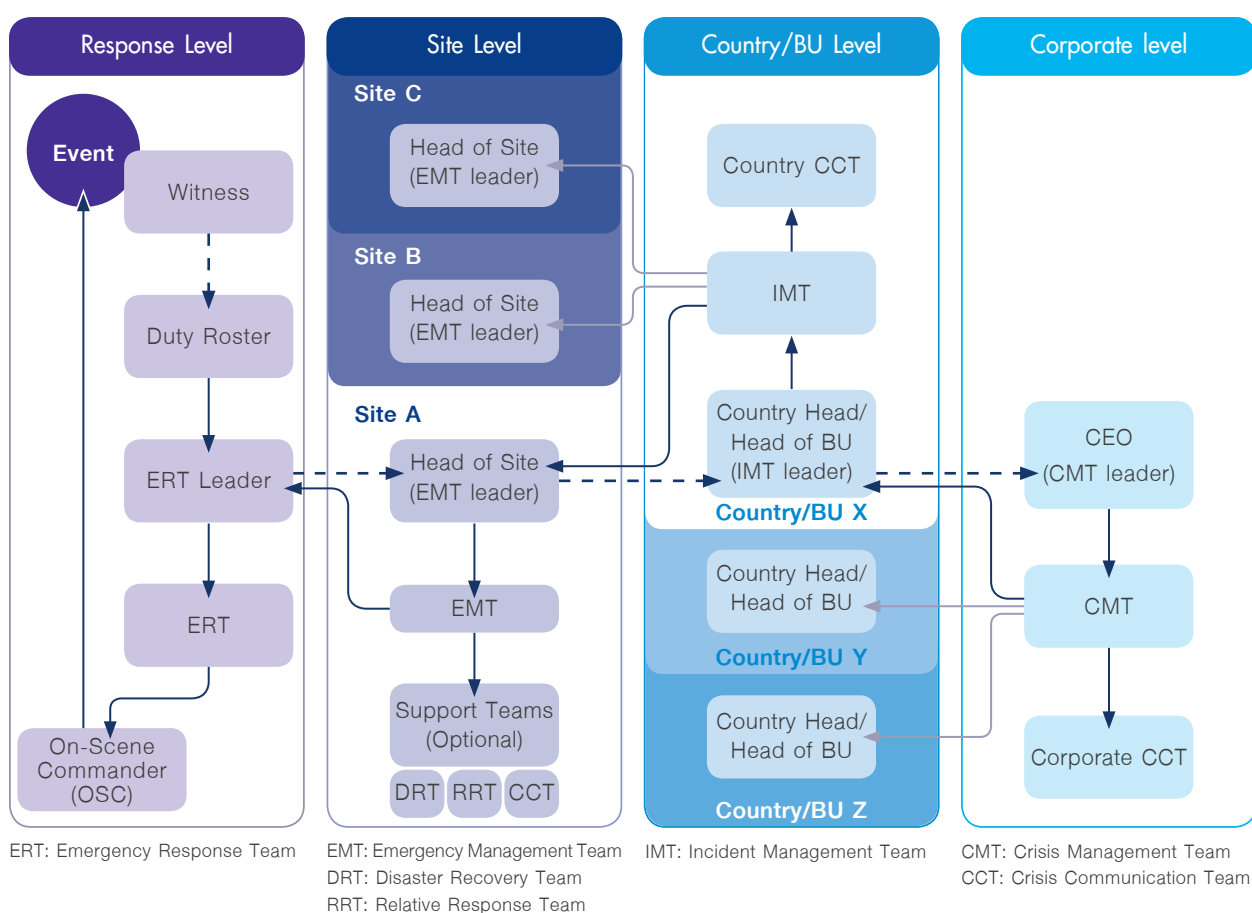 Response Level
Event
Witness
Duty Roster
ERT Leader
ERT
On-Scene
Commander
(OSC)
ERT: Emergency Response Team
Site Level
Site C
Head of Site
(EMT leader)
Site B
Head of Site
(EMT leader)
Site A
Head of Site
(EMT leader)
EMT
Support Teams
(Optional)
DRT
RRT
CCT
EMT: Emergency Management Team
DRT: Disaster Recovery Team
RRT: Relative Response Team
Country/BU Level
Country CCT
IMT
Country Head/
Head of BU
(IMT leader)
Country/BU X
Country Head/
Head of BU
Country/BU Y
Country Head/
Head of BU
Country/BU Z
IMT: Incident Management Team
Corporate level
CEO
(CMT leader)
CMT
Corporate CCT
CMT: Crisis Management Team
CCT: Crisis Communication Team